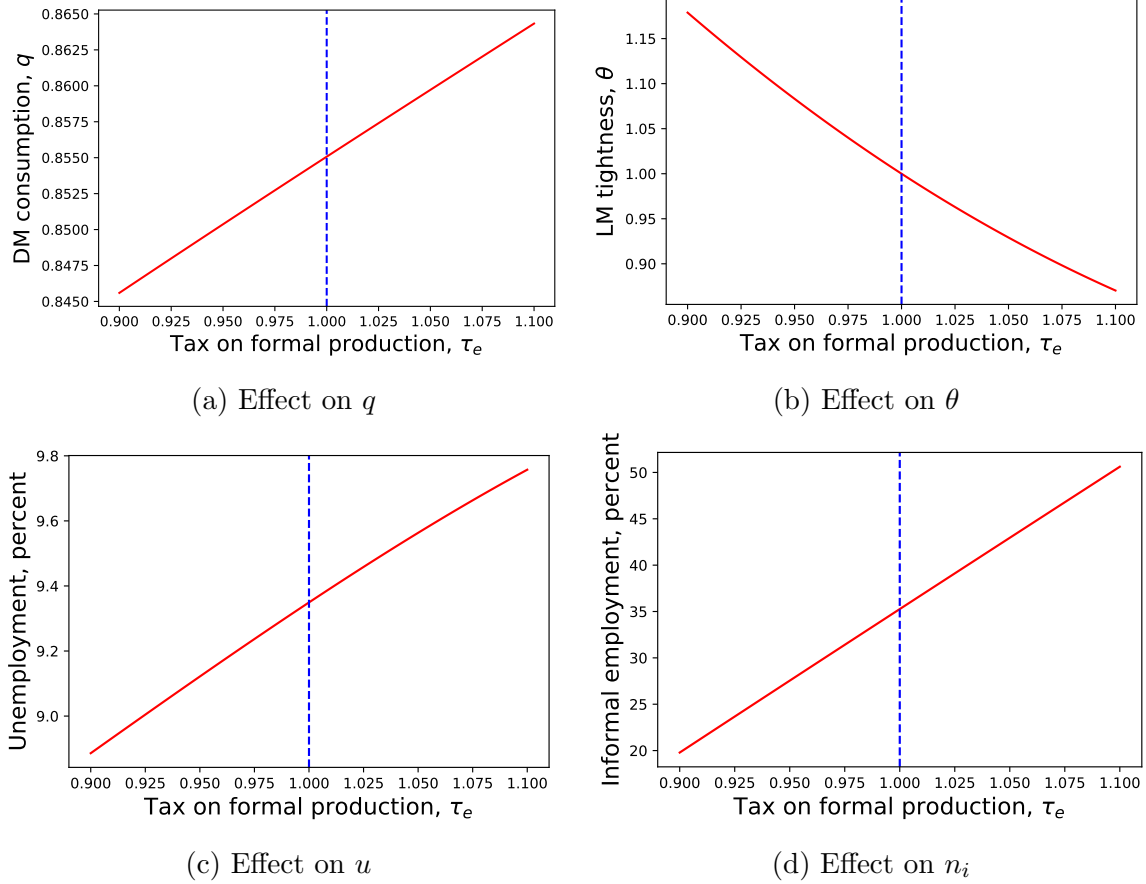 0.8650
0.8625
0.8600
0.8575
0.8550
0.8525
0.8500
0.8475
0.8450
DM consumption, q
0.900 0.925 0.950 0.975 1.000 1.025 1.050 1.075 1.100
Tax on formal production, τe
(a) Effect on q
1.15
1.10
1.05
1.00
0.95
0.90
LM tightness, θ
0.900 0.925 0.950 0.975 1.000 1.025 1.050 1.075 1.100
Tax on formal production, τe
(b) Effect on θ
9.8
9.6
9.4
9.2
9.0
Unemployment, percent
0.900 0.925 0.950 0.975 1.000 1.025 1.050 1.075 1.100
Tax on formal production, τe
(c) Effect on u
50
45
40
35
30
25
20
Informal employment, percent
0.900 0.925 0.950 0.975 1.000 1.025 1.050 1.075 1.100
Tax on formal production, τe
(d) Effect on ni